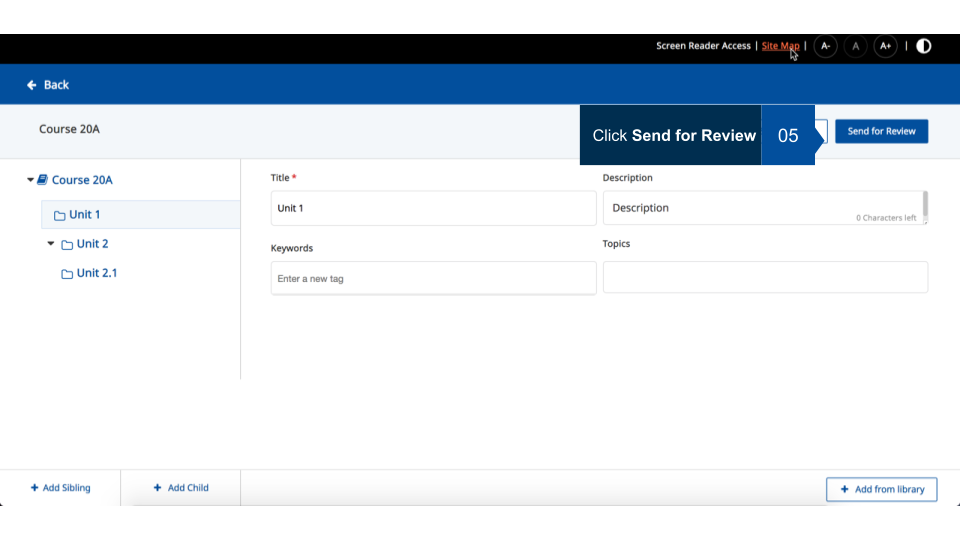 Screen Reader Access | Site Map | A- A A+ |
Back
Course 20A
Click Send for Review 05
Send for Review
Course 20A
Unit 1
Unit 2
Unit 2.1
Title *
Unit 1
Description
Description
0 Characters left
Keywords
Enter a new tag
Topics
+ Add Sibling
+ Add Child
+ Add from library